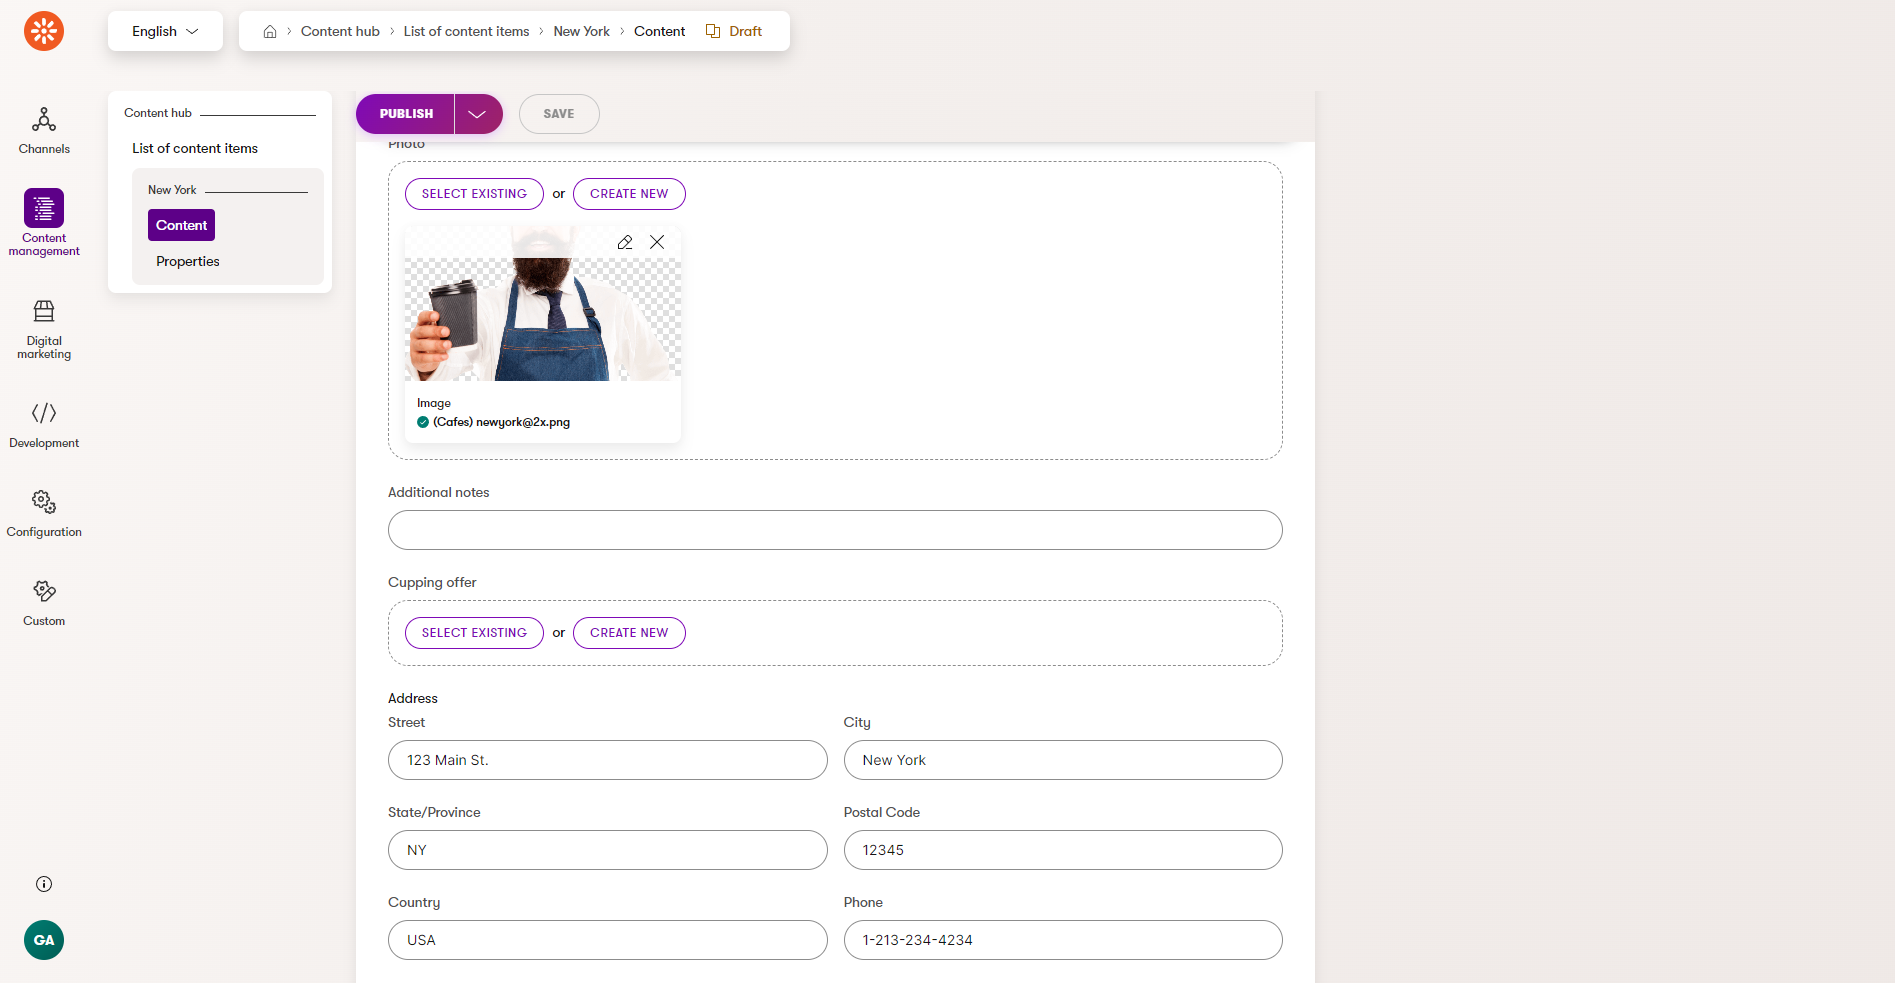 English
Content hub
List of content items
New York
Content
Draft
Channels
Content management
Digital marketing
Development
Configuration
Custom
GA
Content hub
List of content items
New York
Content
Properties
PUBLISH
SAVE
Photo
SELECT EXISTING or CREATE NEW
Image
(Cafes) newyork@2x.png
Additional notes
Cupping offer
SELECT EXISTING or CREATE NEW
Address
Street
City
123 Main St.
New York
State/Province
Postal Code
NY
12345
Country
Phone
USA
1-213-234-4234